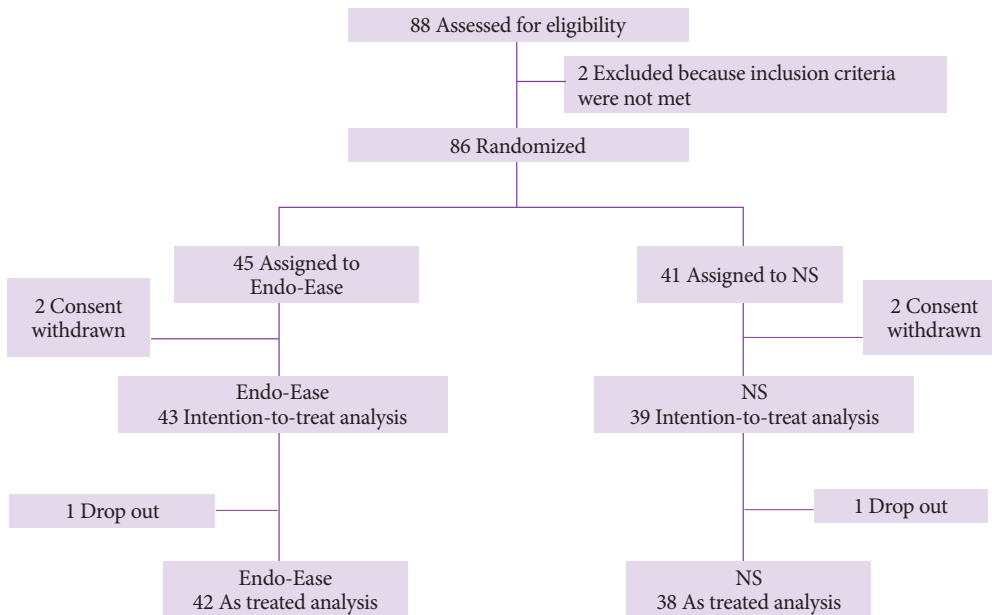 88 Assessed for eligibility
2 Excluded because inclusion criteria
were not met
86 Randomized
45 Assigned to
Endo-Ease
41 Assigned to NS
2 Consent
withdrawn
2 Consent
withdrawn
Endo-Ease
43 Intention-to-treat analysis
NS
39 Intention-to-treat analysis
1 Drop out
1 Drop out
Endo-Ease
42 As treated analysis
NS
38 As treated analysis